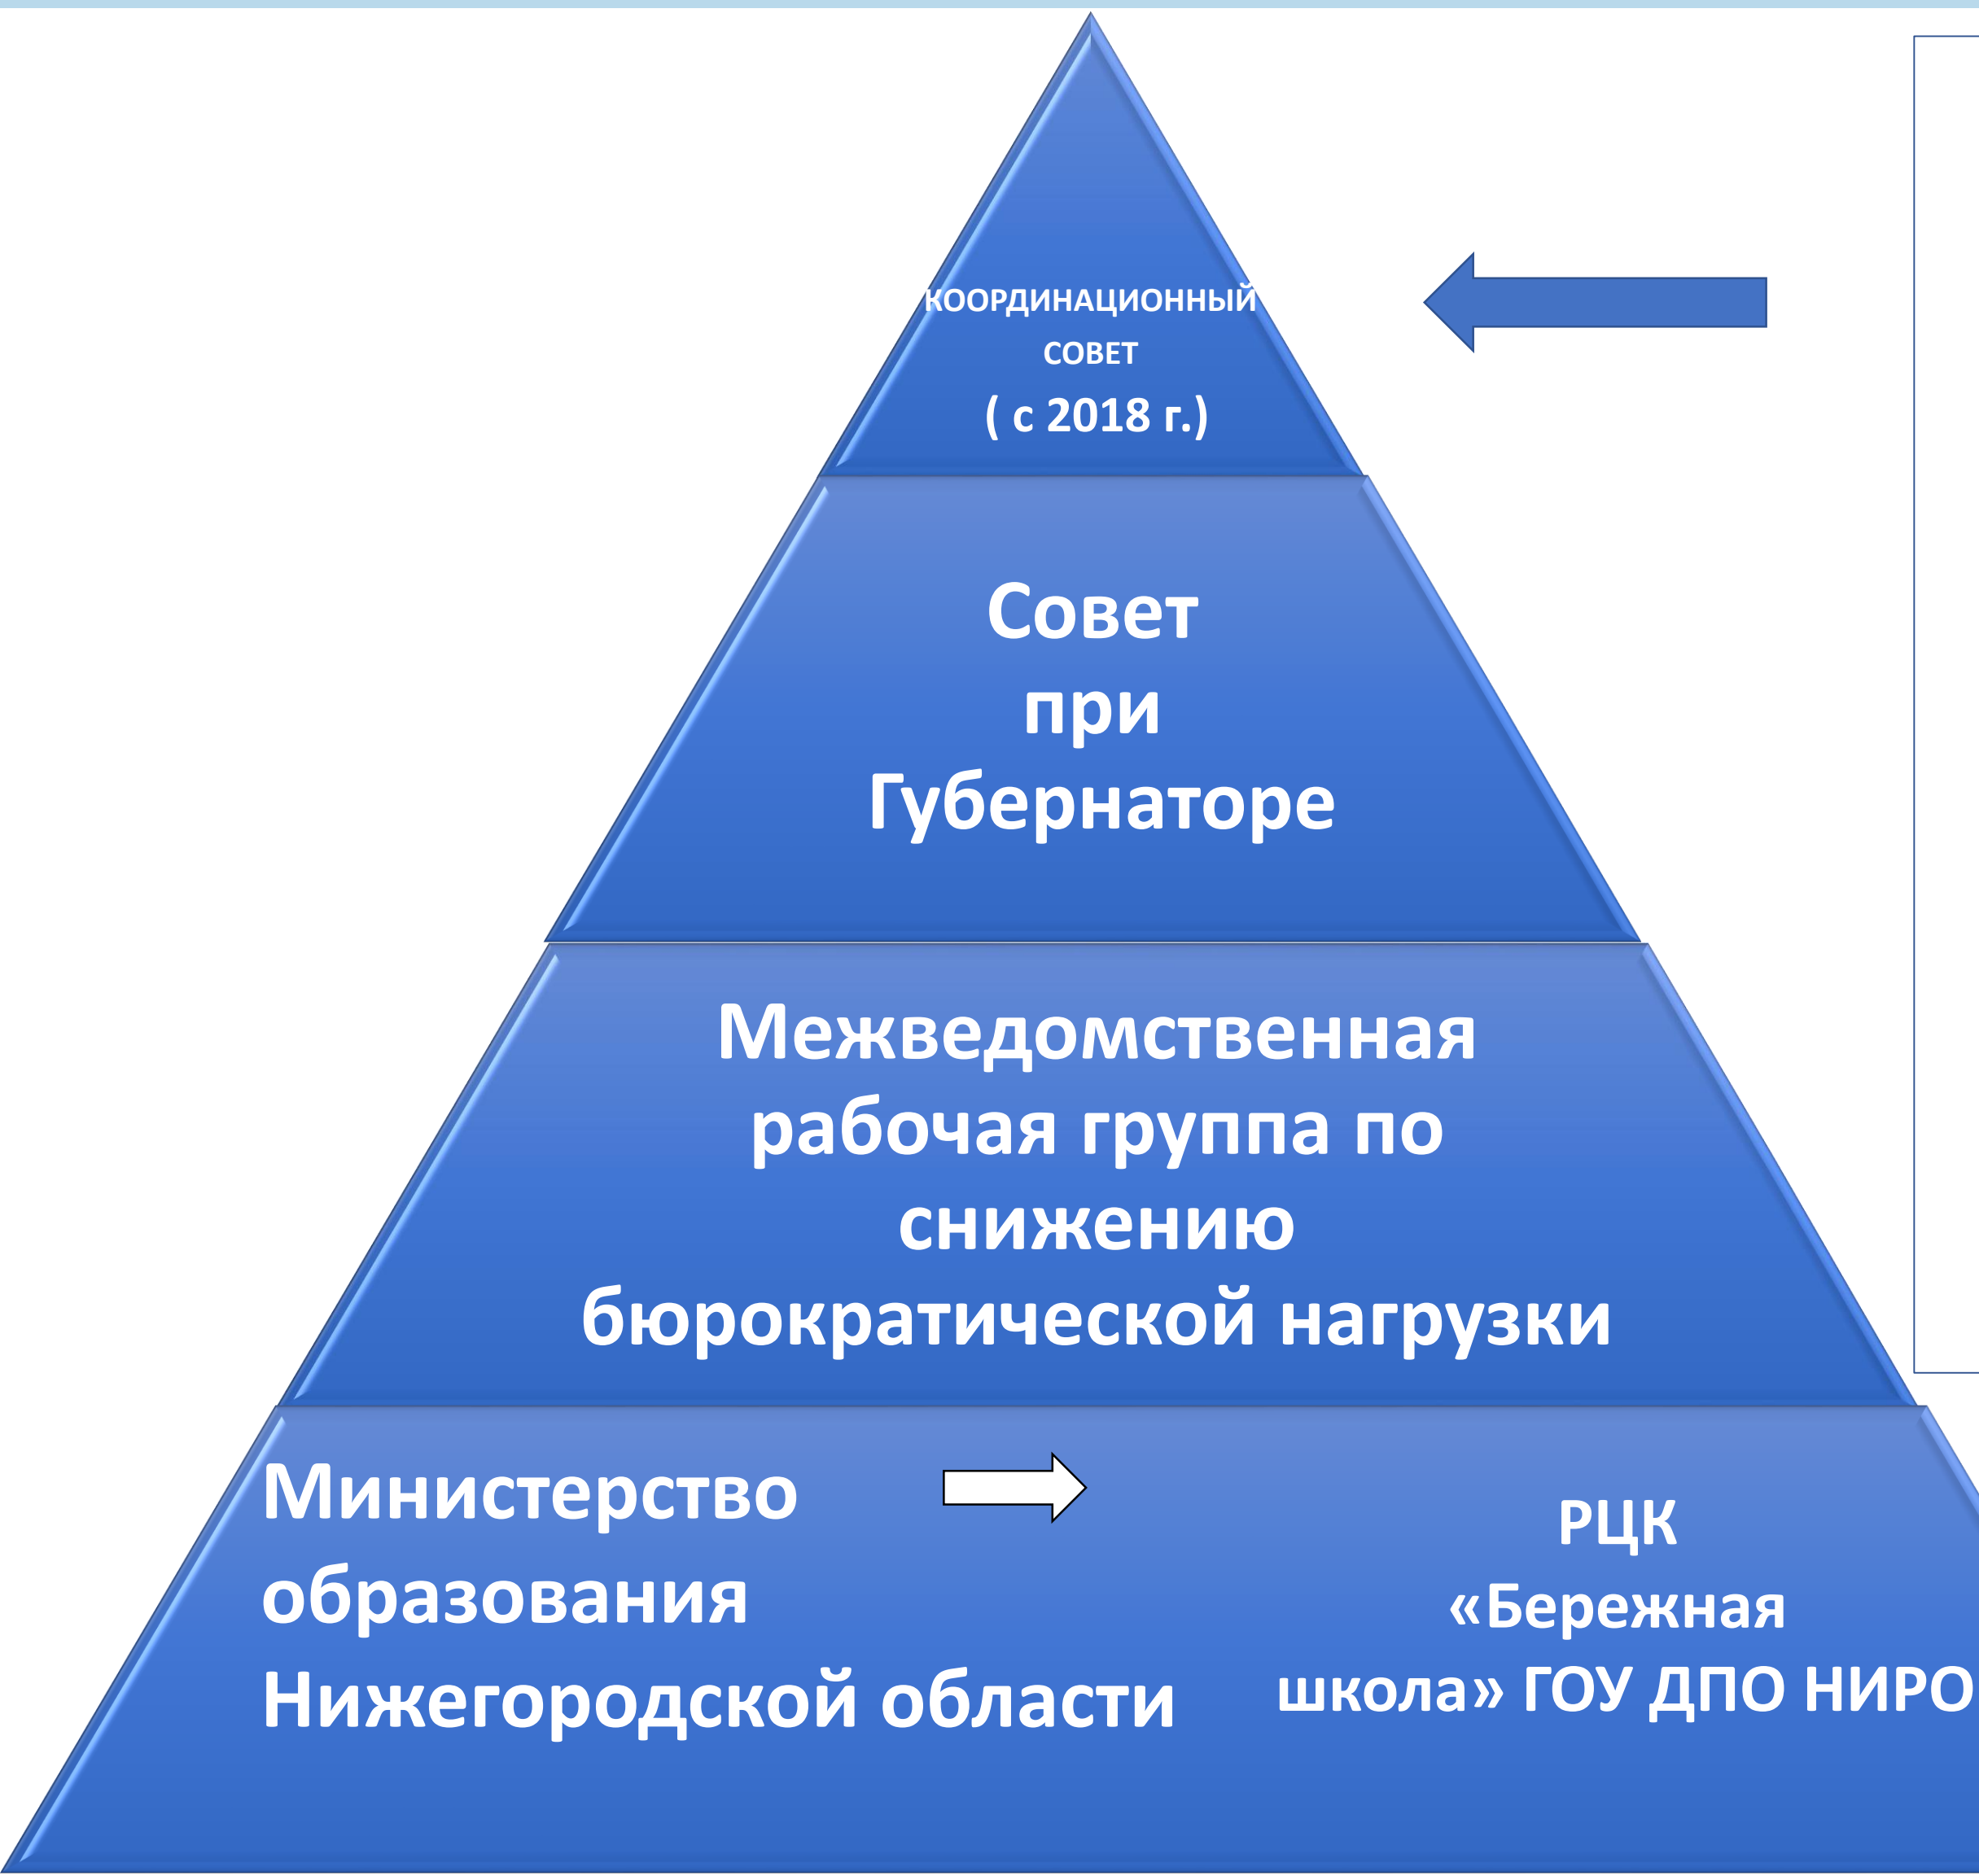 КООРДИНАЦИОННЫЙ
СОВЕТ
( с 2018 г.)
Совет
при
Губернаторе
Межведомственная
рабочая группа по
снижению
бюрократической нагрузки
Министерство
образования
Нижегородской области
РЦК
«Бережная
школа» ГОУ ДПО НИРО